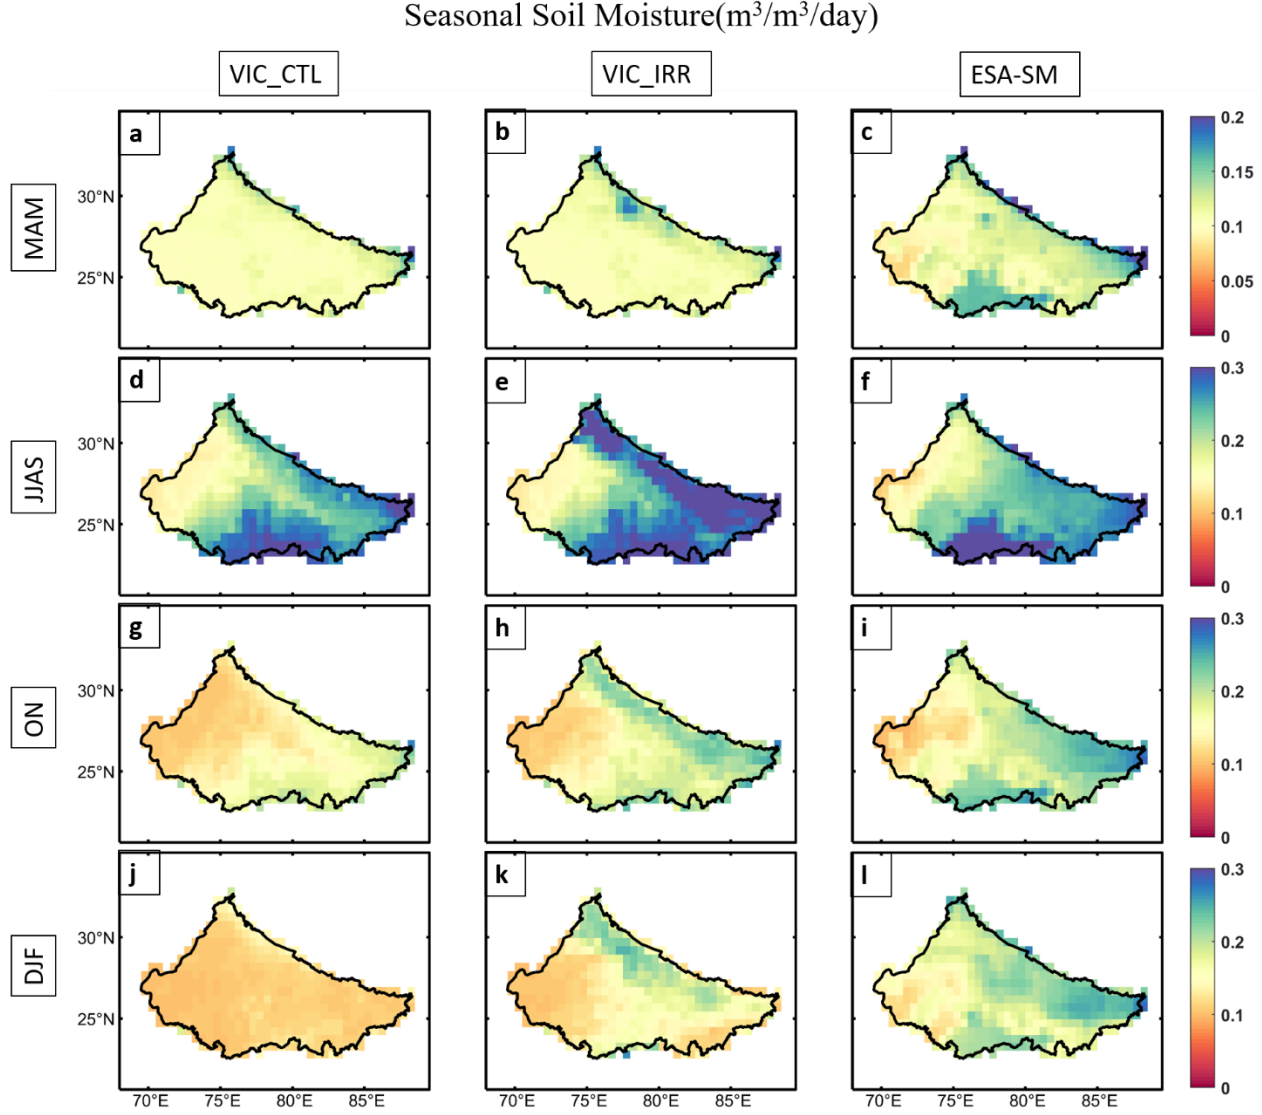 Seasonal Soil Moisture(m³/m³/day)
VIC_CTL VIC_IRR ESA-SM
MAM
a b c
30°N
25°N
0.2
0.15
0.1
0.05
0
JJAS
d e f
30°N
25°N
0.3
0.2
0.1
0
ON
g h i
30°N
25°N
0.3
0.2
0.1
0
DJF
j k l
30°N
25°N
0.3
0.2
0.1
0
70°E 75°E 80°E 85°E 70°E 75°E 80°E 85°E 70°E 75°E 80°E 85°E